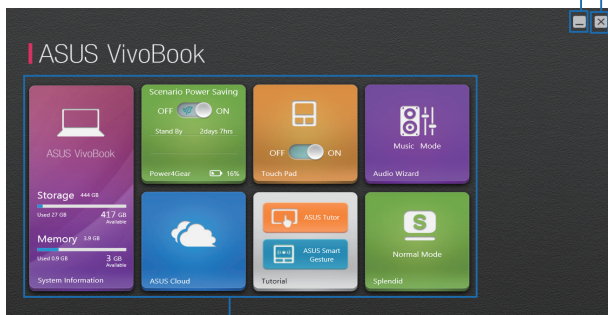 ASUS VivoBook
ASUS VivoBook
Storage 444 GB
Used 27 GB 417 GB
Available
Memory 3.9 GB
Used 0.9 GB 3 GB
Available
System Information
Scenario Power Saving
OFF ON
Stand By 2days 7hrs
Power4Gear 16%
OFF ON
Touch Pad
Music Mode
Audio Wizard
ASUS Cloud
ASUS Tutor
ASUS Smart
Gesture
Tutorial
S
Normal Mode
Splendid